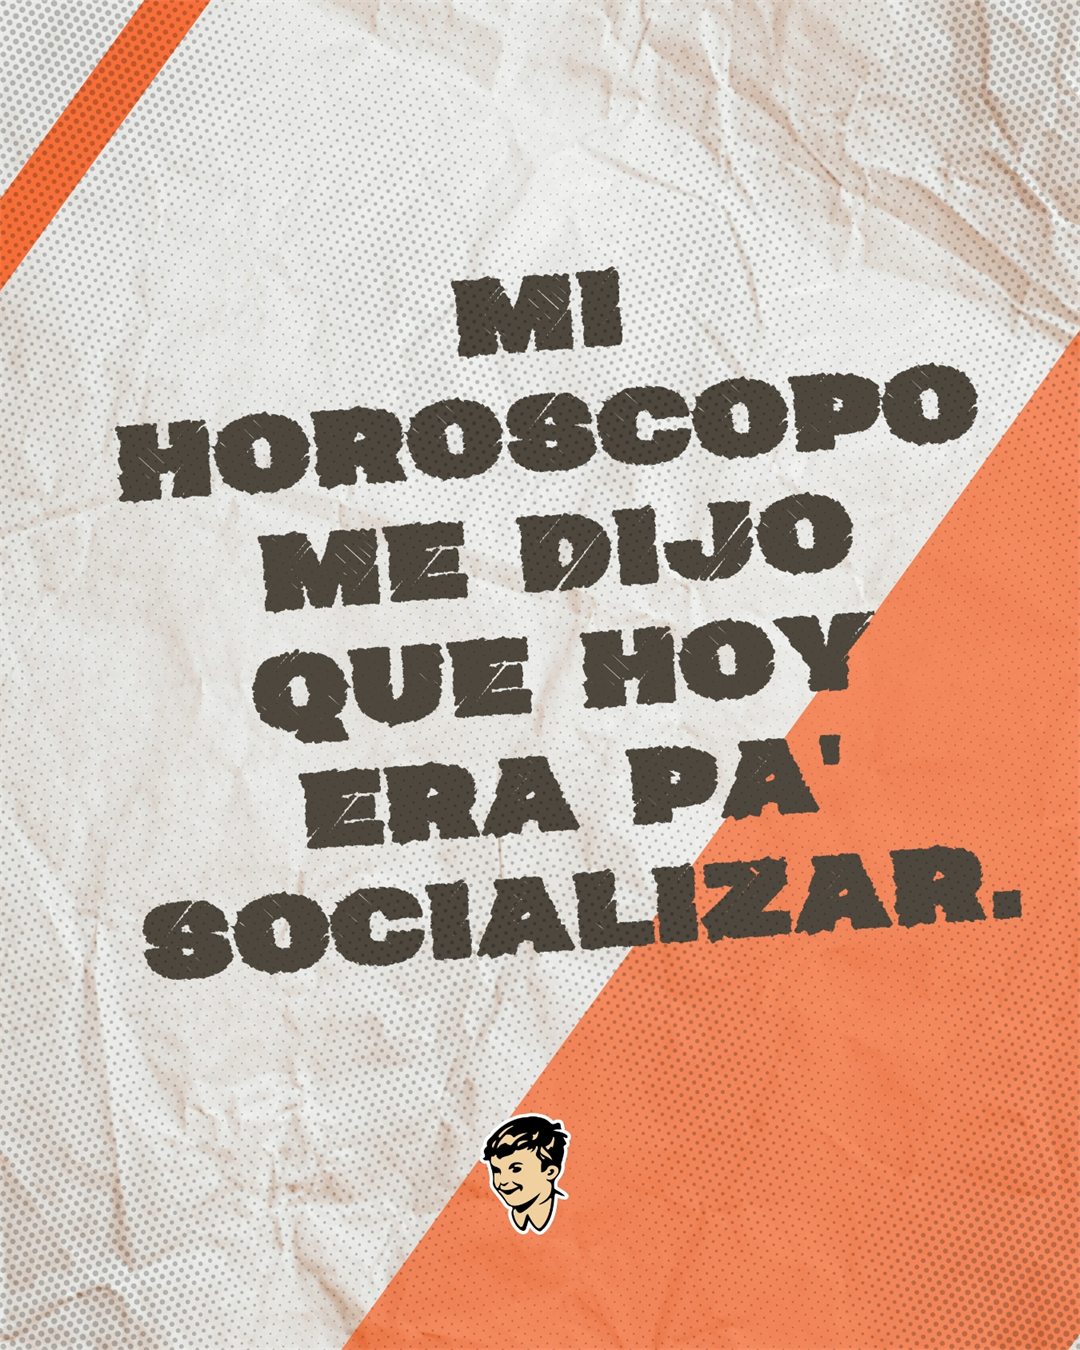 MI
HOROSCOPO
ME DIJO
QUE HOY
ERA PA'
SOCIALIZAR.